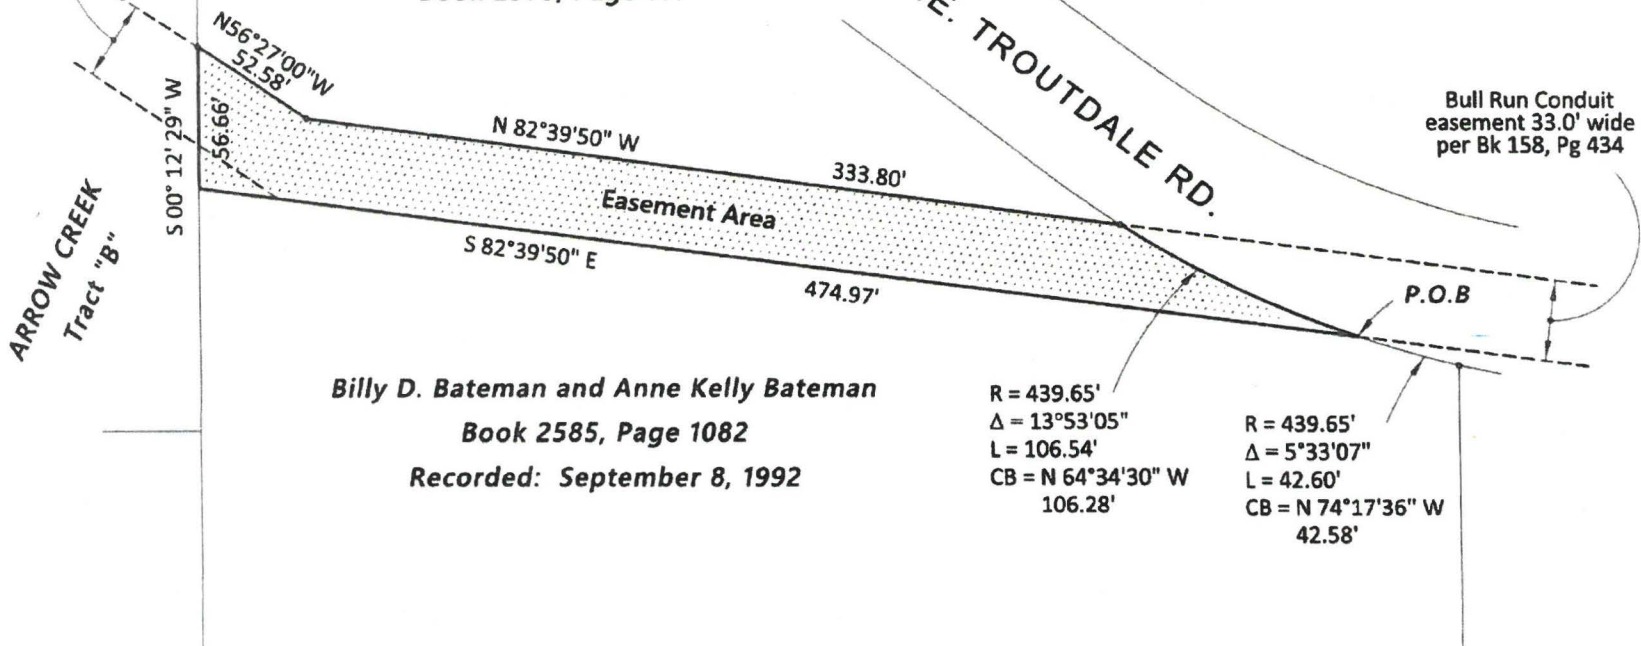 N56°27'00"W
52.58'
S 00° 12' 29" W
56.66'
N 82°39'50" W
333.80'
Easement Area
S 82°39'50" E
474.97'
TROUTDALE RD.
Bull Run Conduit
easement 33.0' wide
per Bk 158, Pg 434
P.O.B
ARROW CREEK
Tract "B"
Billy D. Bateman and Anne Kelly Bateman
Book 2585, Page 1082
Recorded: September 8, 1992
R = 439.65'
Δ = 13°53'05"
L = 106.54'
CB = N 64°34'30" W
106.28'
R = 439.65'
Δ = 5°33'07"
L = 42.60'
CB = N 74°17'36" W
42.58'